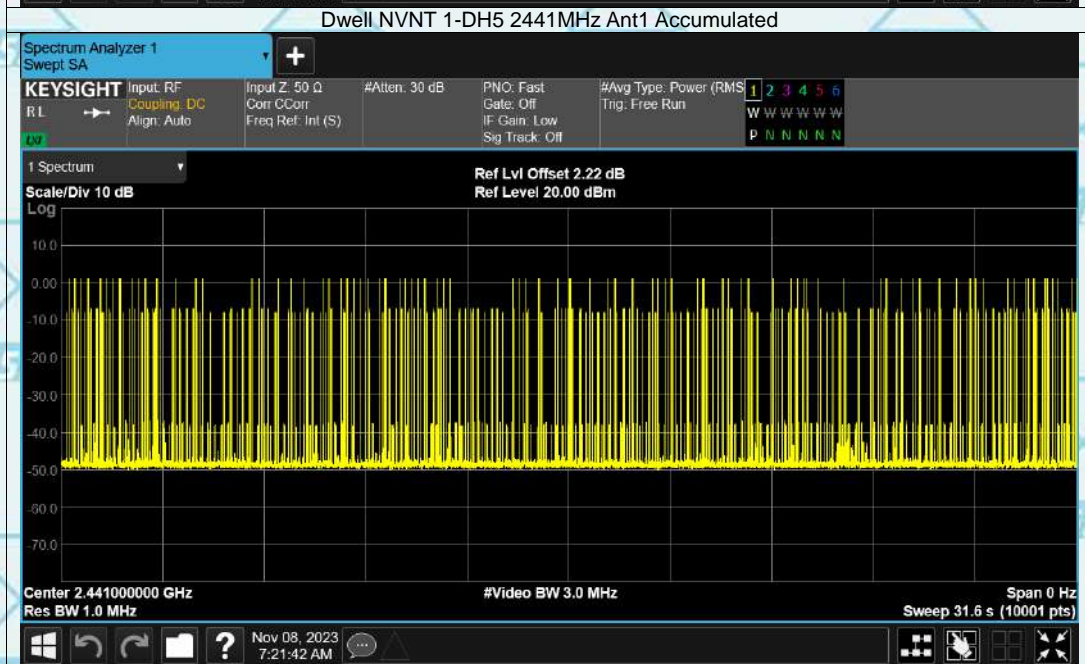 Dwell NVNT 1-DH5 2441MHz Ant1 Accumulated
Spectrum Analyzer 1
Swept SA
+
KEYSIGHT Input: RF Input Z: 50 Ω #Atten: 30 dB PNO: Fast #Avg Type: Power (RMS 1 2 3 4 5 6
R L Coupling: DC Corr CCorr Gate: Off Trig: Free Run W W W W W W
Align: Auto Freq Ref: Int (S) IF Gain: Low
LXI Sig Track: Off P N N N N N
1 Spectrum
Ref Lvl Offset 2.22 dB
Scale/Div 10 dB Ref Level 20.00 dBm
Log
10.0
0.00
-10.0
-20.0
-30.0
-40.0
-50.0
-60.0
-70.0
Center 2.441000000 GHz #Video BW 3.0 MHz Span 0 Hz
Res BW 1.0 MHz Sweep 31.6 s (10001 pts)
? Nov 08, 2023
7:21:42 AM